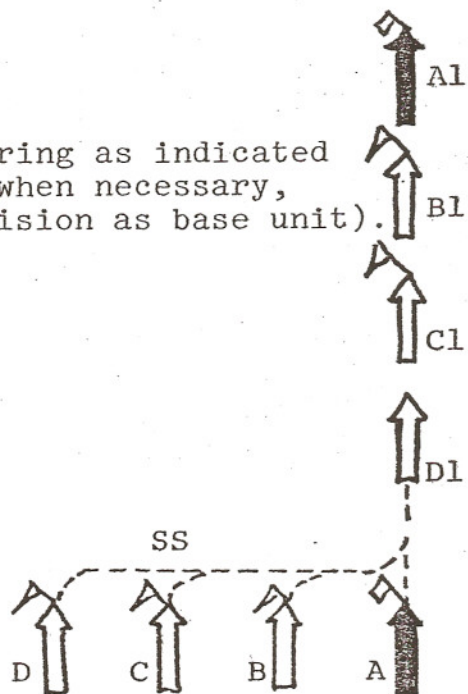 A1
ring as indicated
when necessary,
B1
ision as base unit).
C1
D1
SS
D C B A